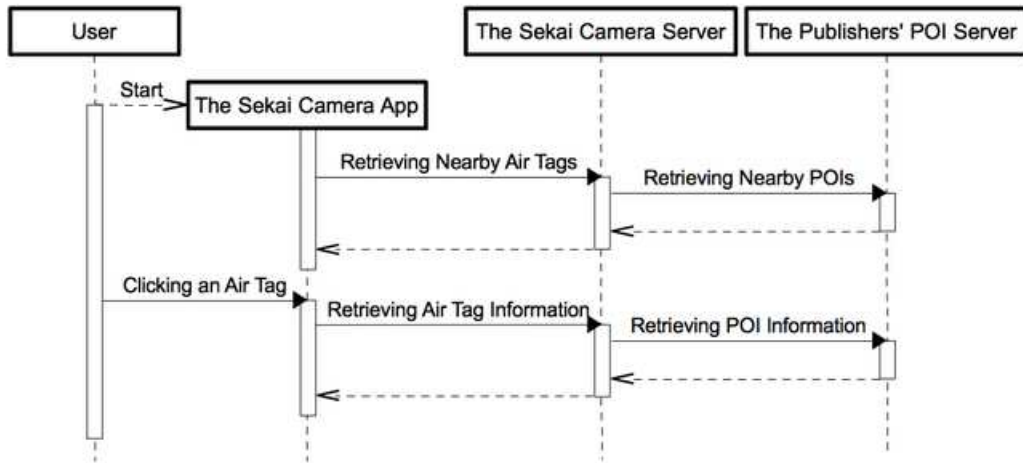 User
The Sekai Camera Server
The Publishers' POI Server
Start
The Sekai Camera App
Retrieving Nearby Air Tags
Retrieving Nearby POIs
Clicking an Air Tag
Retrieving Air Tag Information
Retrieving POI Information